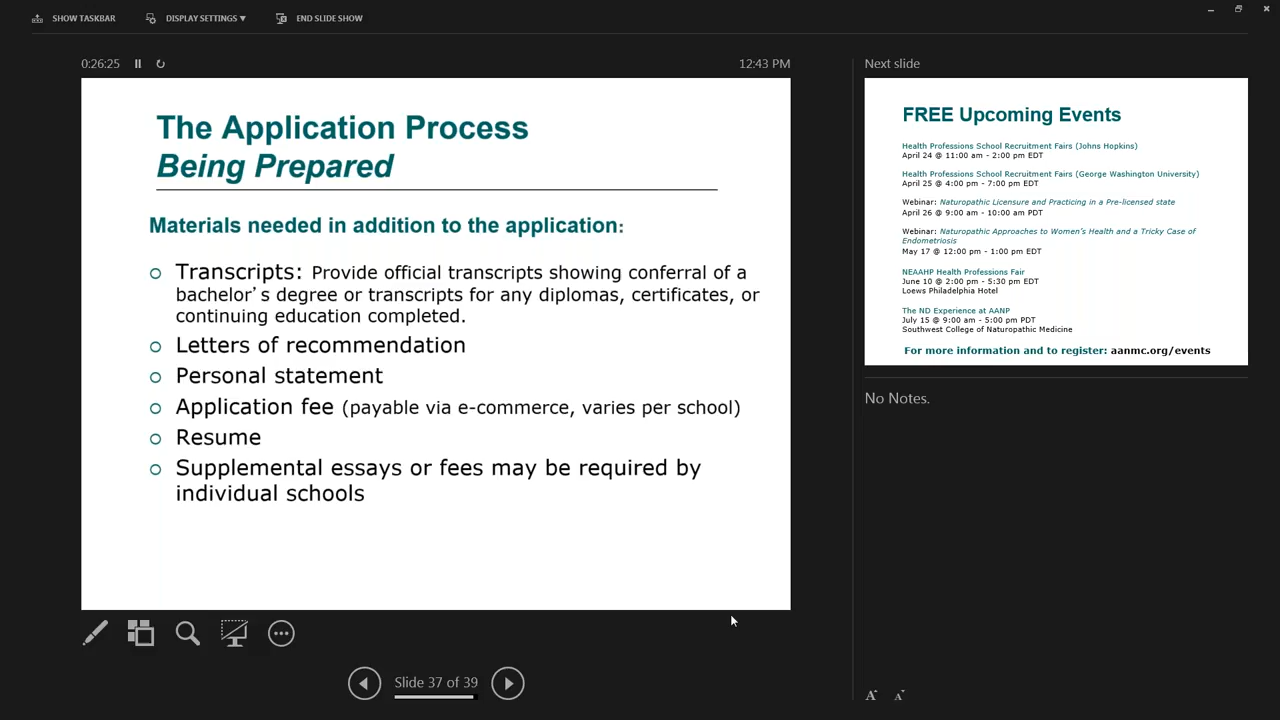 SHOW TASKBAR DISPLAY SETTINGS ▼ END SLIDE SHOW
0:26:25 12:43 PM
The Application Process
Being Prepared
Materials needed in addition to the application:
Transcripts: Provide official transcripts showing conferral of a
bachelor’s degree or transcripts for any diplomas, certificates, or
continuing education completed.
Letters of recommendation
Personal statement
Application fee (payable via e-commerce, varies per school)
Resume
Supplemental essays or fees may be required by
individual schools
Slide 37 of 39
Next slide
FREE Upcoming Events
Health Professions School Recruitment Fairs (Johns Hopkins)
April 24 @ 11:00 am - 2:00 pm EDT
Health Professions School Recruitment Fairs (George Washington University)
April 25 @ 4:00 pm - 7:00 pm EDT
Webinar: Naturopathic Licensure and Practicing in a Pre-licensed state
April 26 @ 9:00 am - 10:00 am PDT
Webinar: Naturopathic Approaches to Women’s Health and a Tricky Case of
Endometriosis
May 17 @ 12:00 pm - 1:00 pm EDT
NEAAHP Health Professions Fair
June 10 @ 2:00 pm - 5:30 pm EDT
Loews Philadelphia Hotel
The ND Experience at AANP
July 15 @ 9:00 am - 5:00 pm PDT
Southwest College of Naturopathic Medicine
For more information and to register: aanmc.org/events
No Notes.
A A